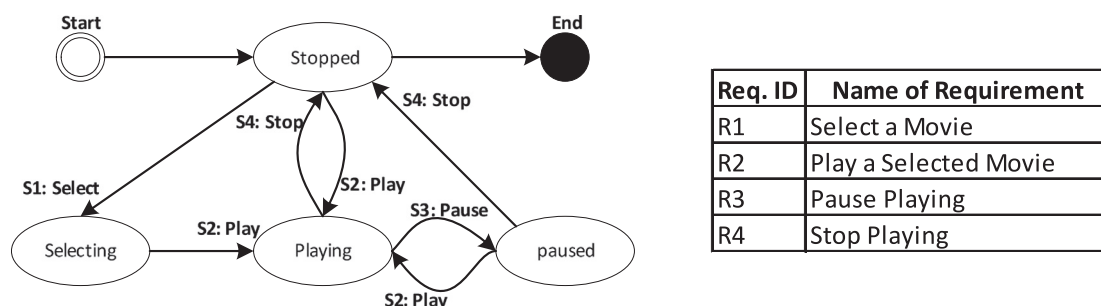 Start
End
Stopped
S4: Stop
S4: Stop
S2: Play
S1: Select
S3: Pause
S2: Play
Selecting
Playing
paused
S2: Play
Req. ID Name of Requirement
R1 Select a Movie
R2 Play a Selected Movie
R3 Pause Playing
R4 Stop Playing